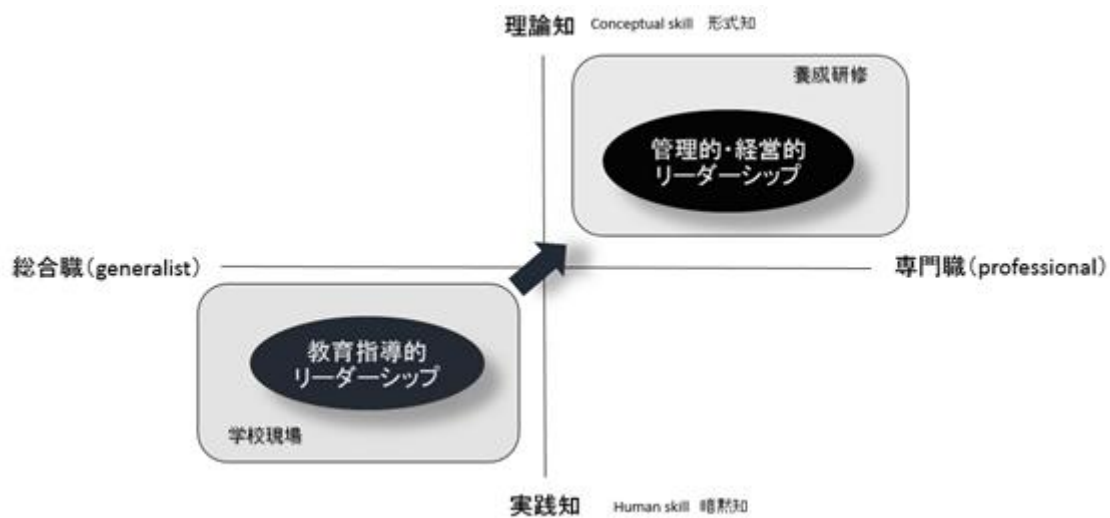 理論知 Conceptual skill 形式知
養成研修
管理的・経営的
リーダーシップ
総合職(generalist)
専門職(professional)
教育指導的
リーダーシップ
学校現場
実践知 Human skill 暗黙知